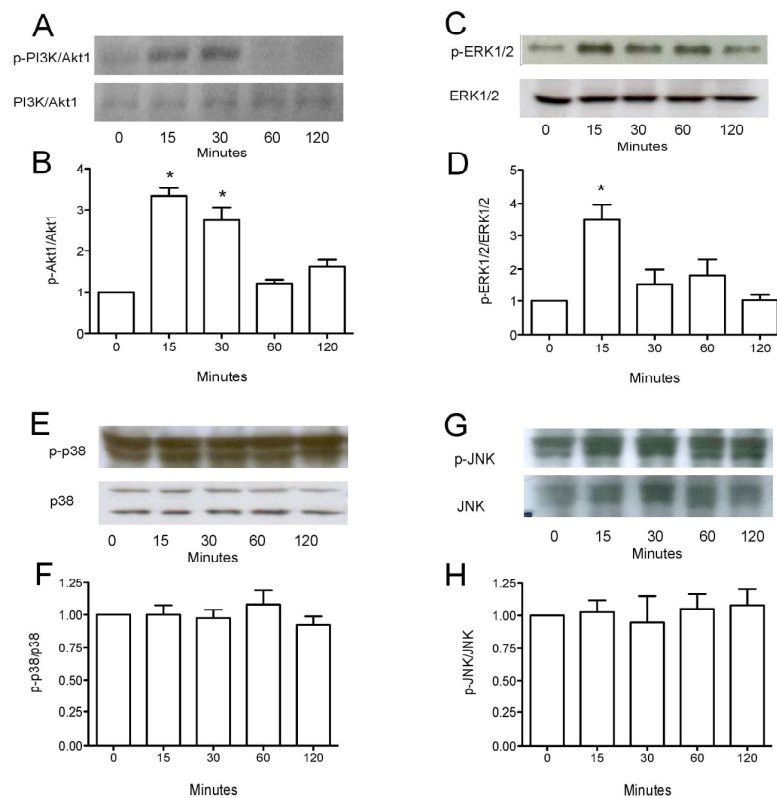 A
p-PI3K/Akt1
PI3K/Akt1
0 15 30 60 120
Minutes
B
p-Akt1/Akt1
4
3
2
1
0
* *
0 15 30 60 120
Minutes
C
p-ERK1/2
ERK1/2
0 15 30 60 120
Minutes
D
p-ERK1/2/ERK1/2
5
4
3
2
1
0
*
0 15 30 60 120
Minutes
E
p-p38
p38
0 15 30 60 120
Minutes
F
p-p38/p38
1.25
1.00
0.75
0.50
0.25
0.00
0 15 30 60 120
Minutes
G
p-JNK
JNK
0 15 30 60 120
Minutes
H
p-JNK/JNK
1.25
1.00
0.75
0.50
0.25
0.00
0 15 30 60 120
Minutes